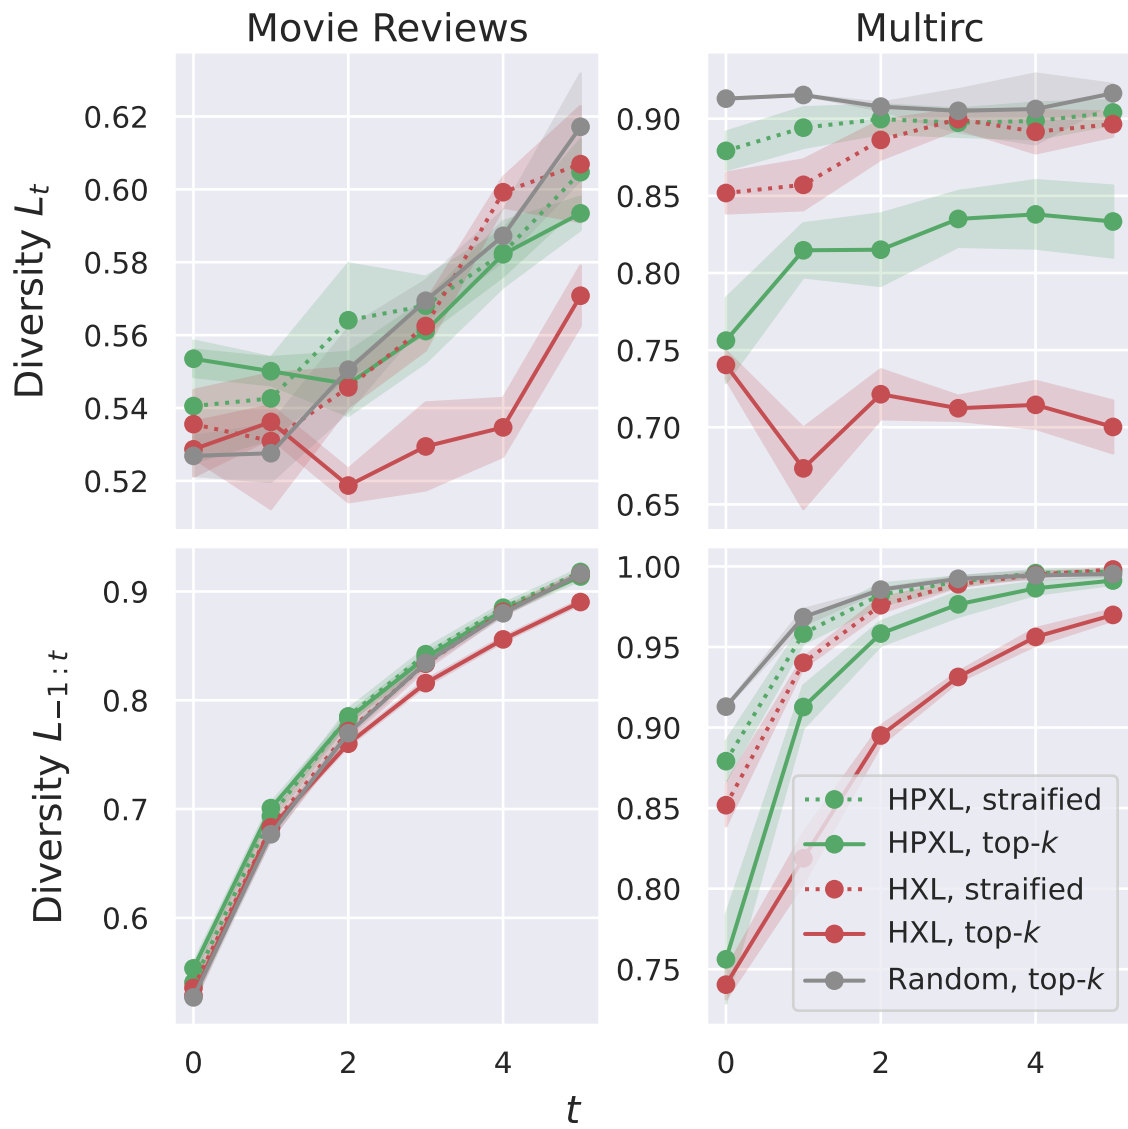 Movie Reviews
Multirc
Diversity L_t
0.62
0.60
0.58
0.56
0.54
0.52
0.90
0.85
0.80
0.75
0.70
0.65
Diversity L_{−1:t}
0.9
0.8
0.7
0.6
1.00
0.95
0.90
0.85
0.80
0.75
HPXL, straified
HPXL, top-k
HXL, straified
HXL, top-k
Random, top-k
0 2 4
0 2 4
t